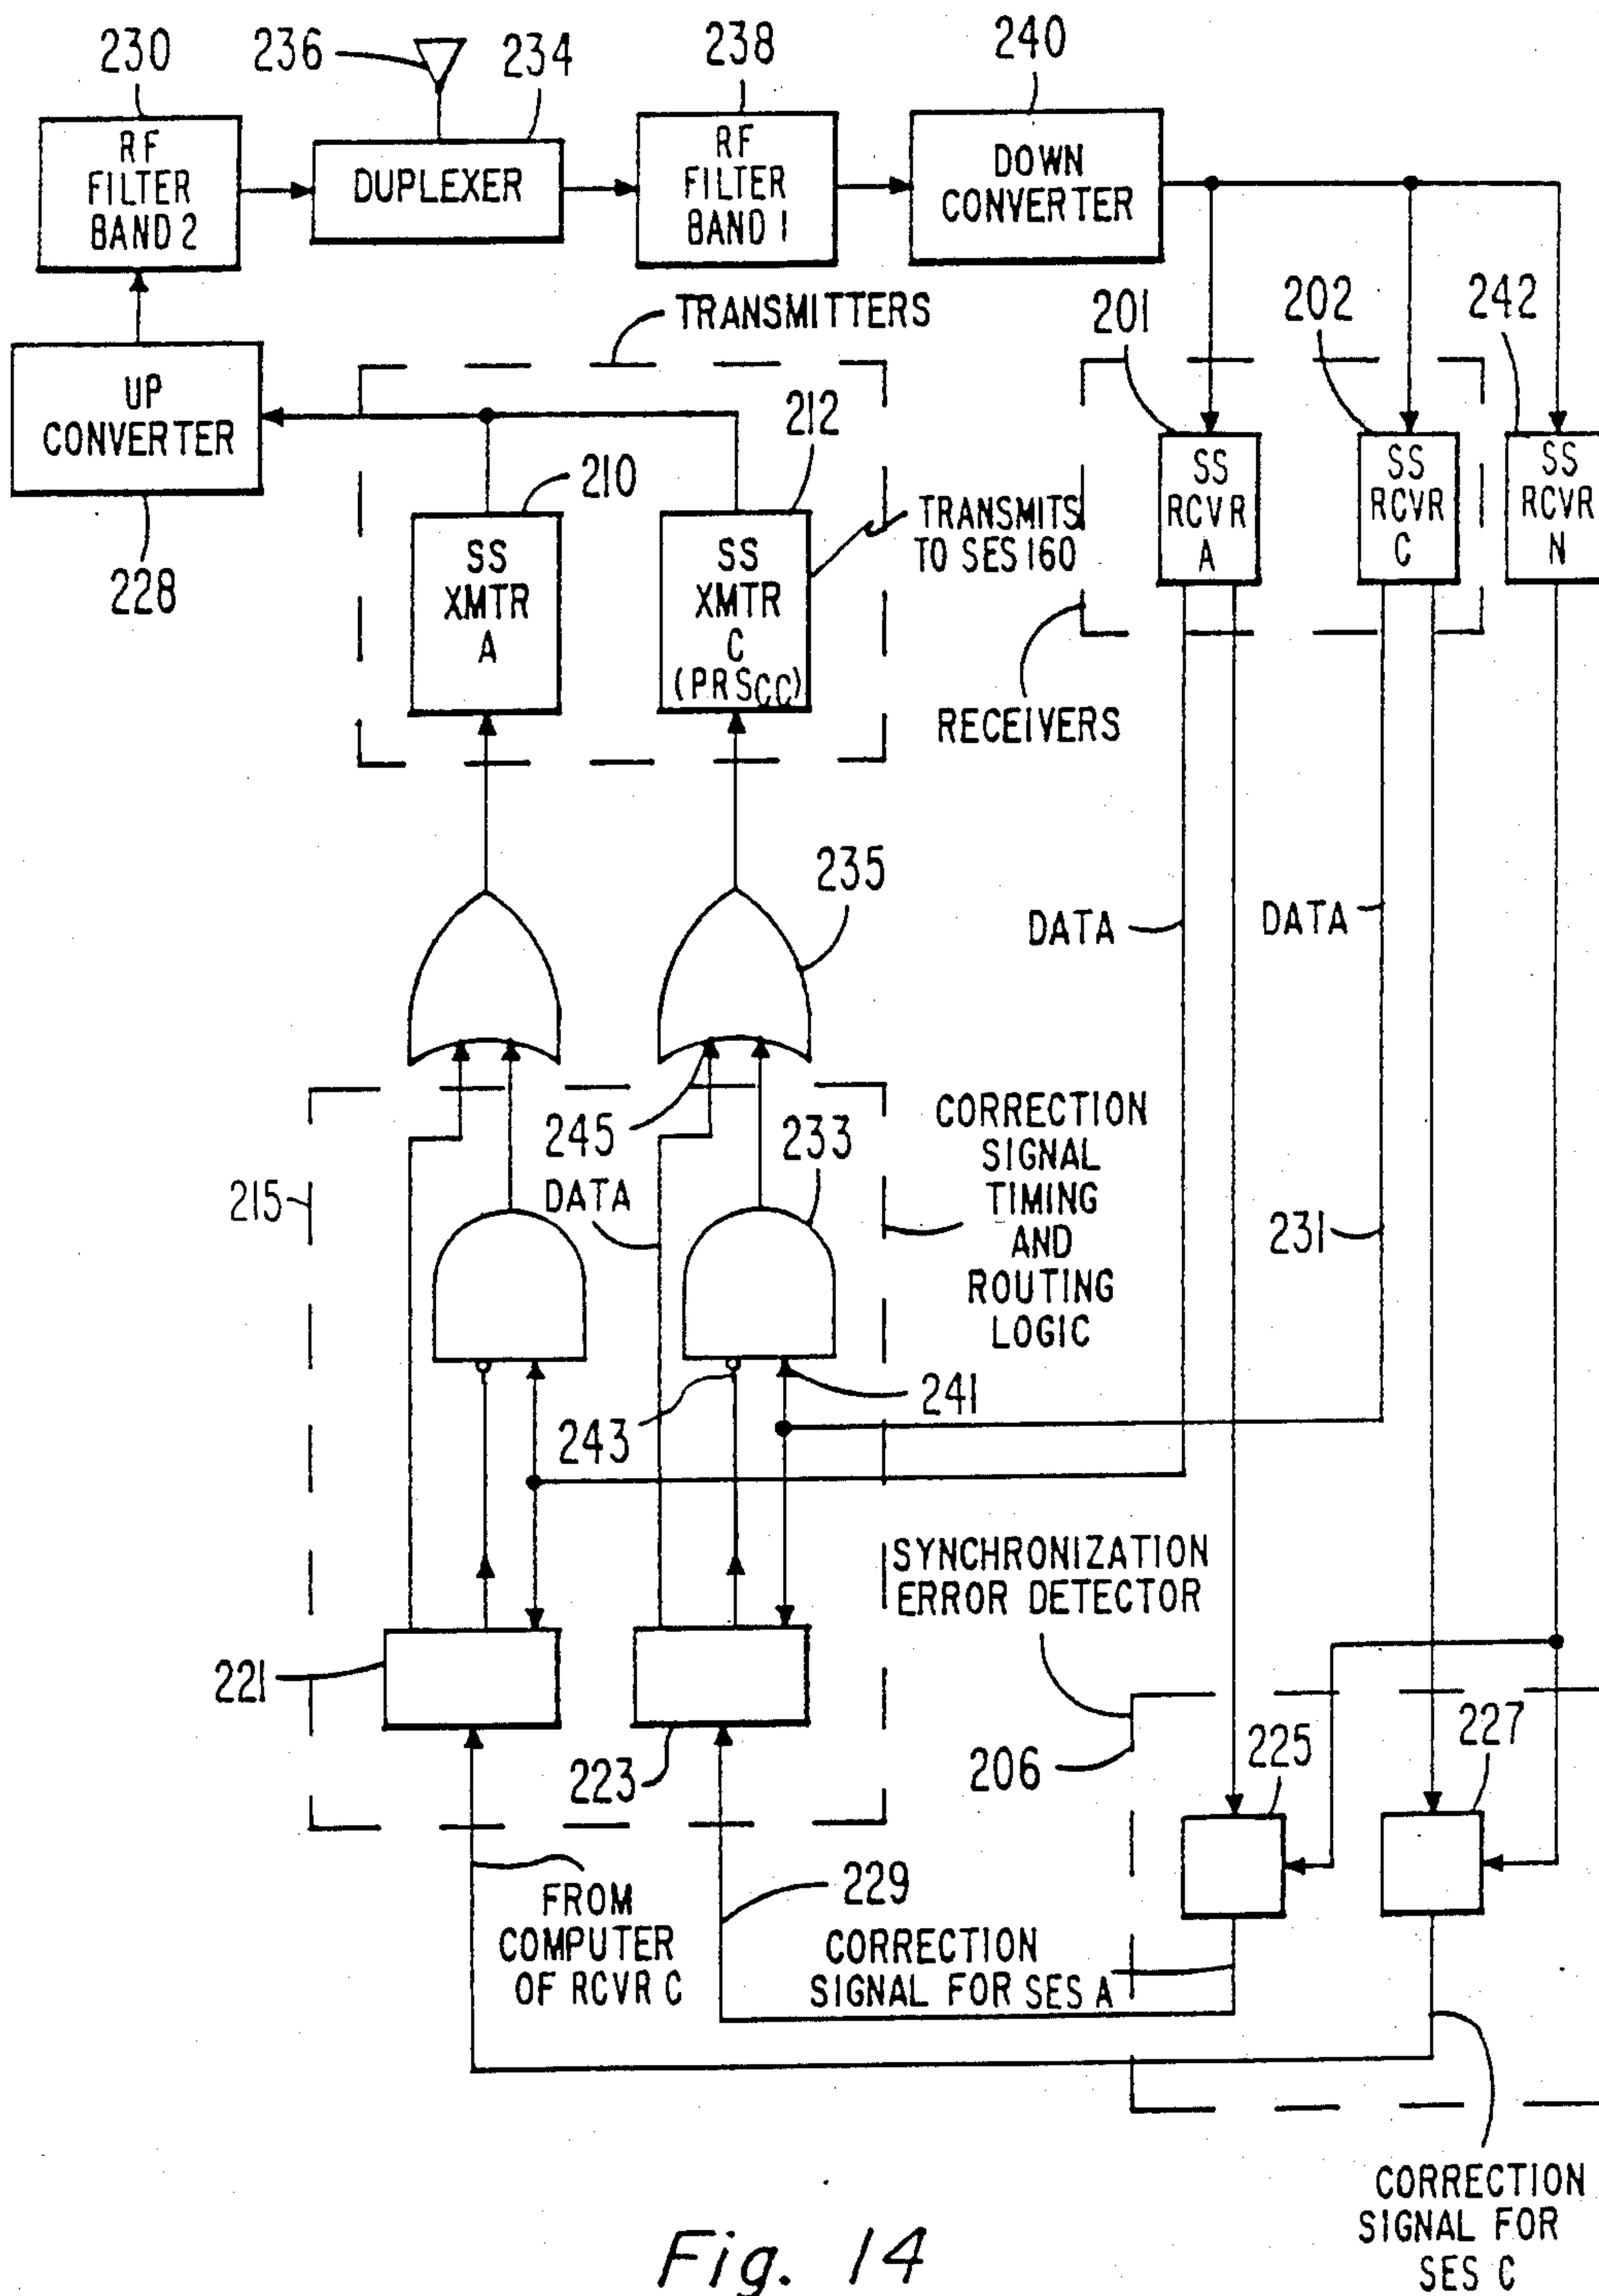 230
236
234
238
240
RF
FILTER
BAND 2
DUPLEXER
RF
FILTER
BAND 1
DOWN
CONVERTER
TRANSMITTERS
201
202
242
UP
CONVERTER
228
212
210
SS
XMTR
A
SS
XMTR
C
(PRSCC)
TRANSMITS
TO SES 160
SS
RCVR
A
SS
RCVR
C
SS
RCVR
N
RECEIVERS
235
DATA
DATA
245
DATA
233
215
CORRECTION
SIGNAL
TIMING
AND
ROUTING
LOGIC
231
243
241
SYNCHRONIZATION
ERROR DETECTOR
221
223
206
225
227
FROM
COMPUTER
OF RCVR C
229
CORRECTION
SIGNAL FOR SES A
CORRECTION
SIGNAL FOR
SES C
Fig. 14